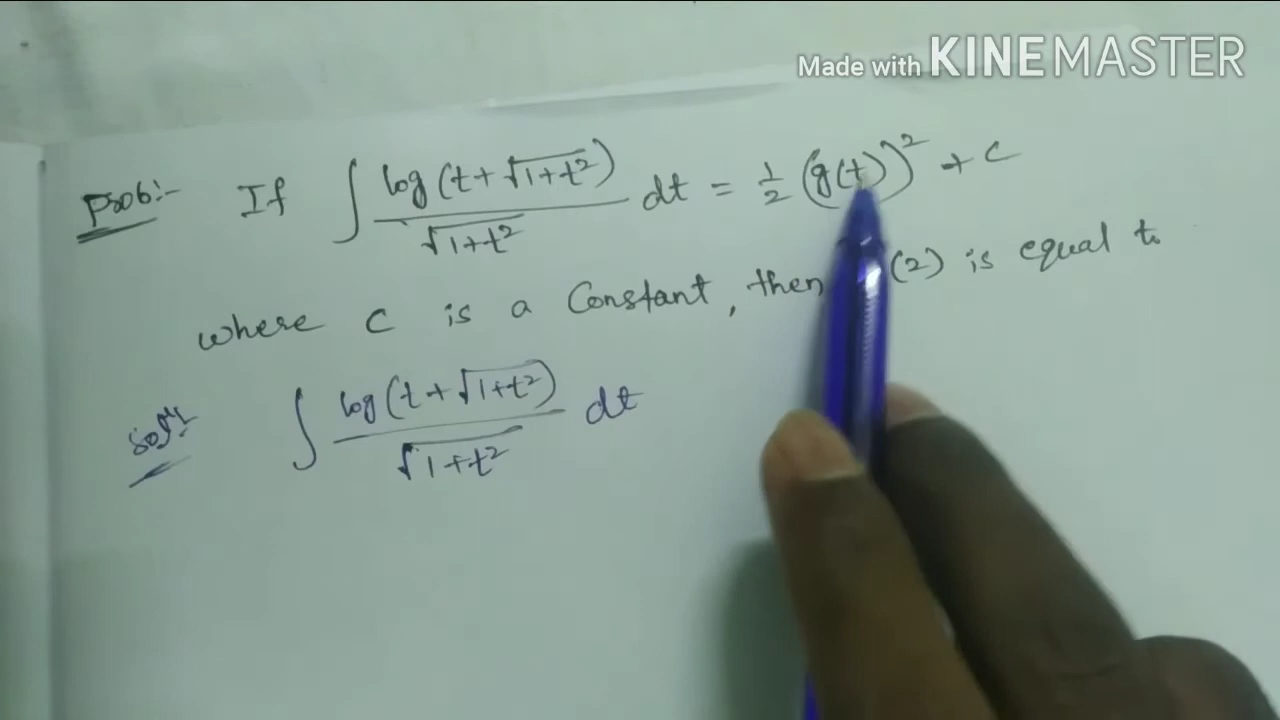 Made with KINEMASTER
Prob:- If ∫ log(t+√1+t²) / √1+t² dt = 1/2 (g(t))² + c
where c is a constant, then (2) is equal to
Solⁿ:- ∫ log(t+√1+t²) / √1+t² dt